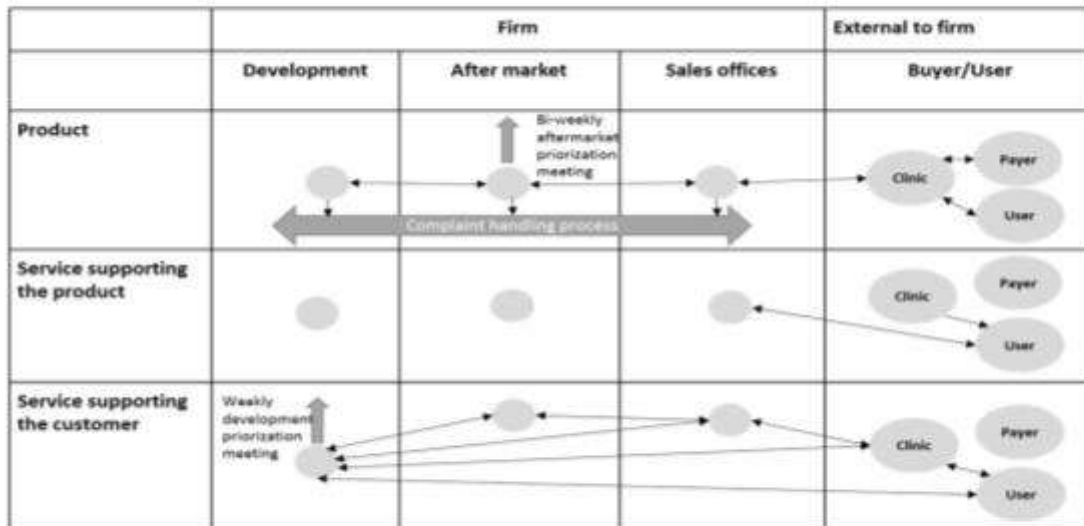 Firm
External to firm
Development
After market
Sales offices
Buyer/User
Product
Bi-weekly
aftermarket
priorization
meeting
Clinic
Payer
User
Complaint handling process
Service supporting
the product
Clinic
Payer
User
Service supporting
the customer
Weekly
development
priorization
meeting
Clinic
Payer
User